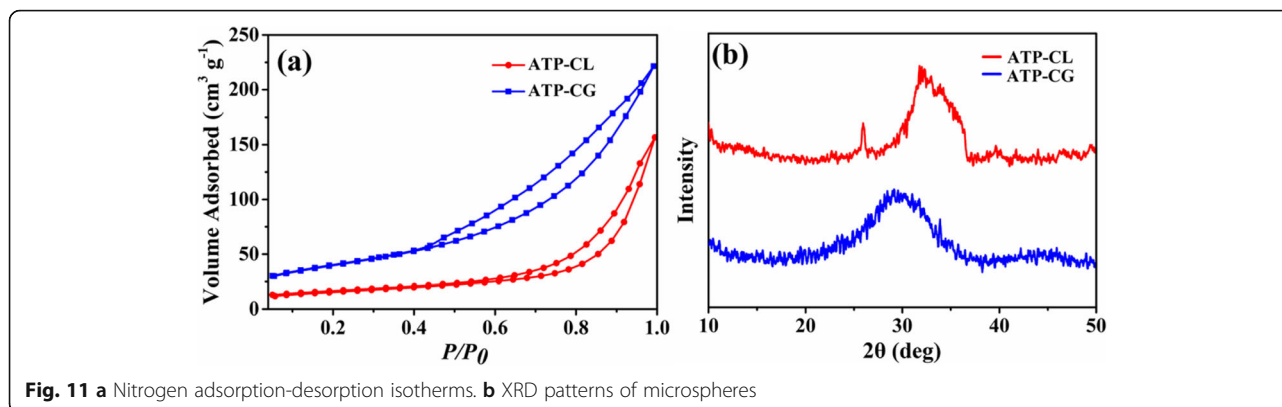 (a)
ATP-CL
ATP-CG
Volume Adsorbed (cm³ g⁻¹)
250
200
150
100
50
0
0.2 0.4 0.6 0.8 1.0
P/P₀
(b)
ATP-CL
ATP-CG
Intensity
10 20 30 40 50
2θ (deg)
Fig. 11 a Nitrogen adsorption-desorption isotherms. b XRD patterns of microspheres